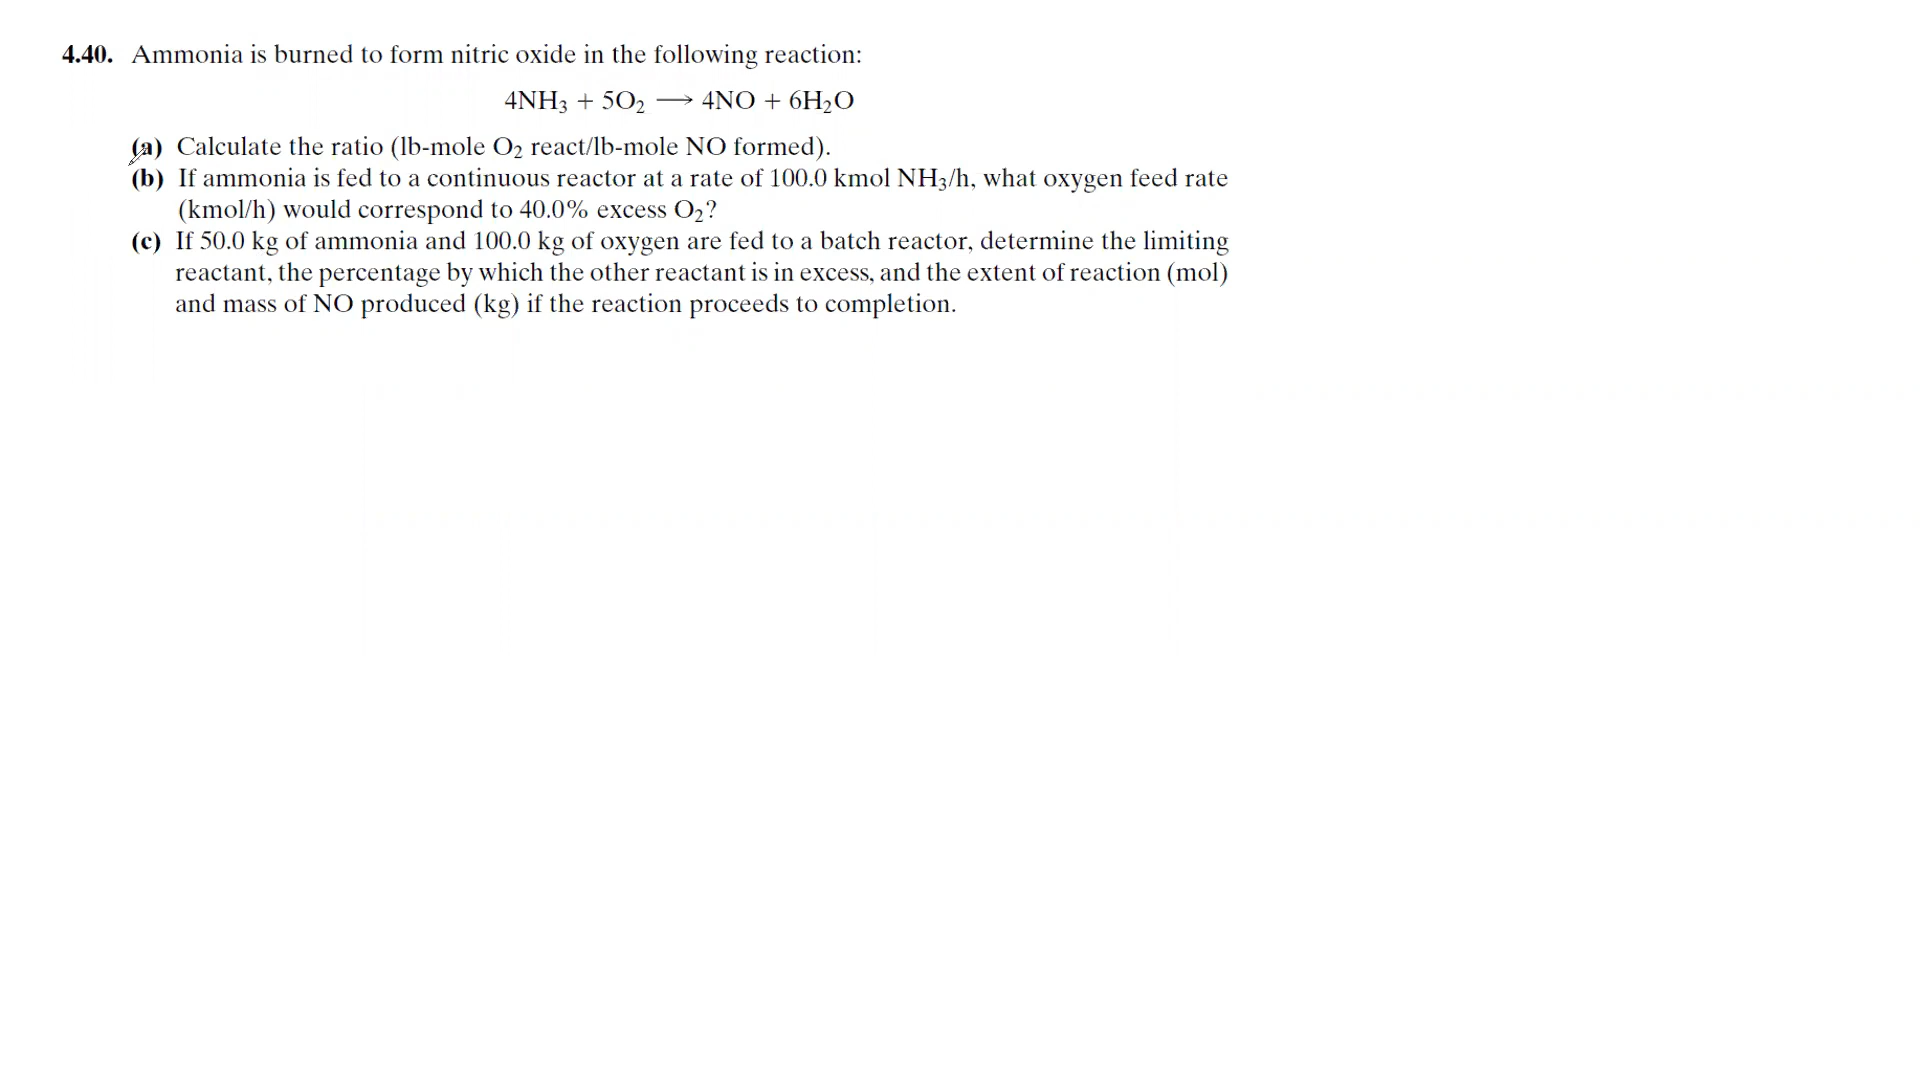 4.40. Ammonia is burned to form nitric oxide in the following reaction:
4NH₃ + 5O₂ ⟶ 4NO + 6H₂O
(a) Calculate the ratio (lb-mole O₂ react/lb-mole NO formed).
(b) If ammonia is fed to a continuous reactor at a rate of 100.0 kmol NH₃/h, what oxygen feed rate
(kmol/h) would correspond to 40.0% excess O₂?
(c) If 50.0 kg of ammonia and 100.0 kg of oxygen are fed to a batch reactor, determine the limiting
reactant, the percentage by which the other reactant is in excess, and the extent of reaction (mol)
and mass of NO produced (kg) if the reaction proceeds to completion.